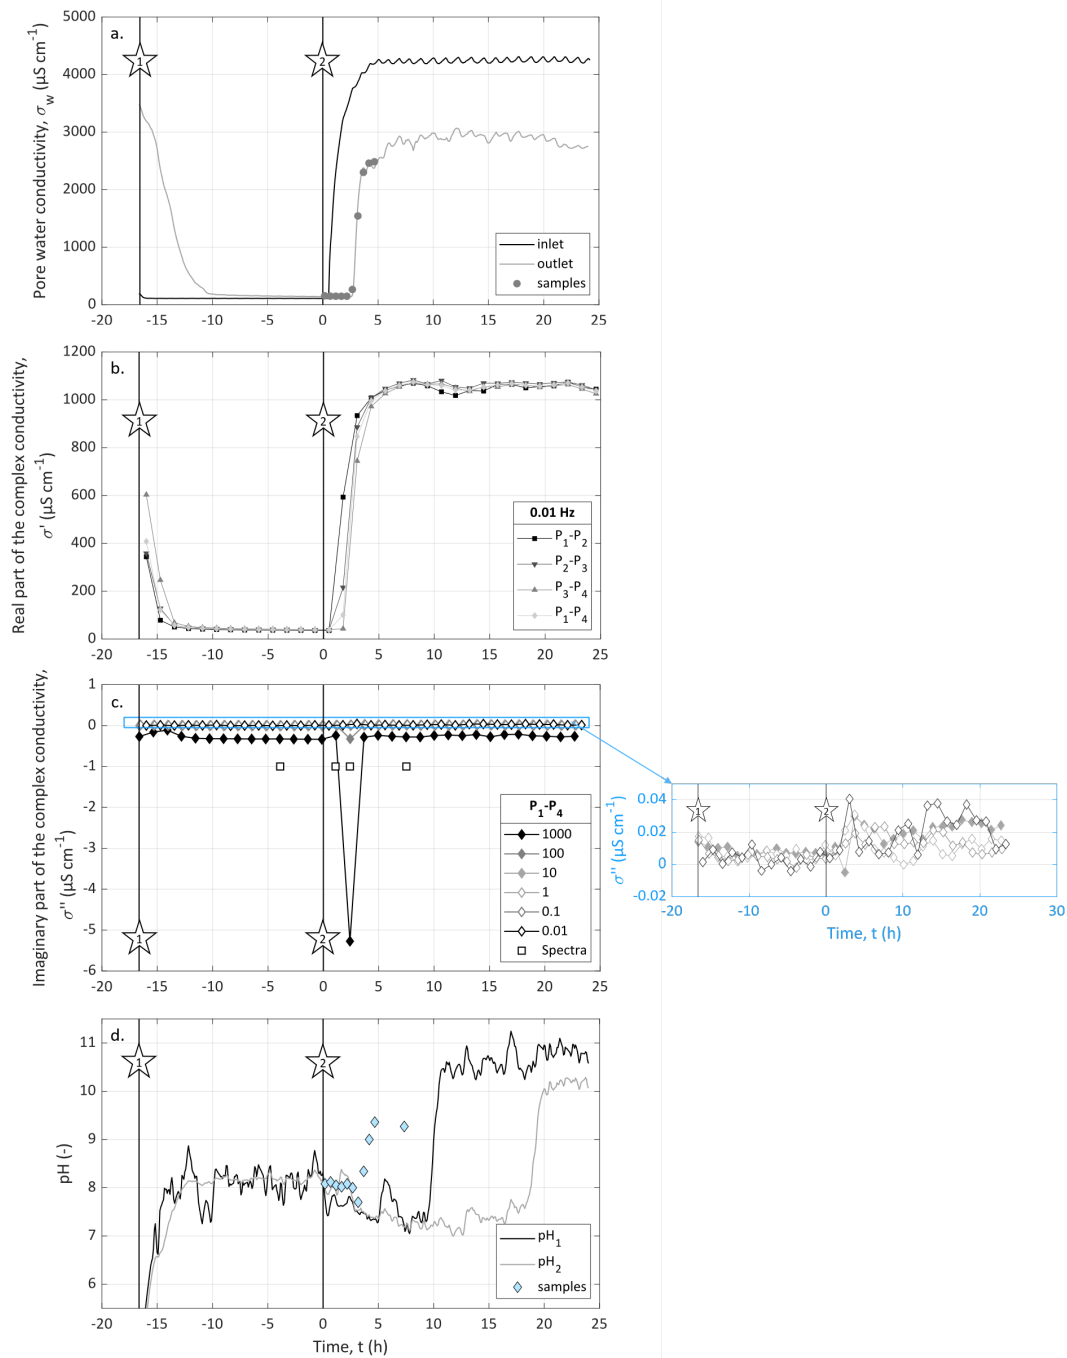 a.
Pore water conductivity, σw (µS cm-1)
5000
4000
3000
2000
1000
0
1
2
inlet
outlet
samples
-20 -15 -10 -5 0 5 10 15 20 25
b.
Real part of the complex conductivity,
σ' (µS cm-1)
1200
1000
800
600
400
200
0
1
2
0.01 Hz
P1-P2
P2-P3
P3-P4
P1-P4
-20 -15 -10 -5 0 5 10 15 20 25
c.
Imaginary part of the complex conductivity,
σ'' (µS cm-1)
1
0
-1
-2
-3
-4
-5
-6
1
2
P1-P4
1000
100
10
1
0.1
0.01
Spectra
-20 -15 -10 -5 0 5 10 15 20 25
σ'' (µS cm-1)
0.04
0.02
0
-0.02
1
2
-20 -10 0 10 20 30
Time, t (h)
d.
pH (-)
11
10
9
8
7
6
1
2
pH1
pH2
samples
-20 -15 -10 -5 0 5 10 15 20 25
Time, t (h)